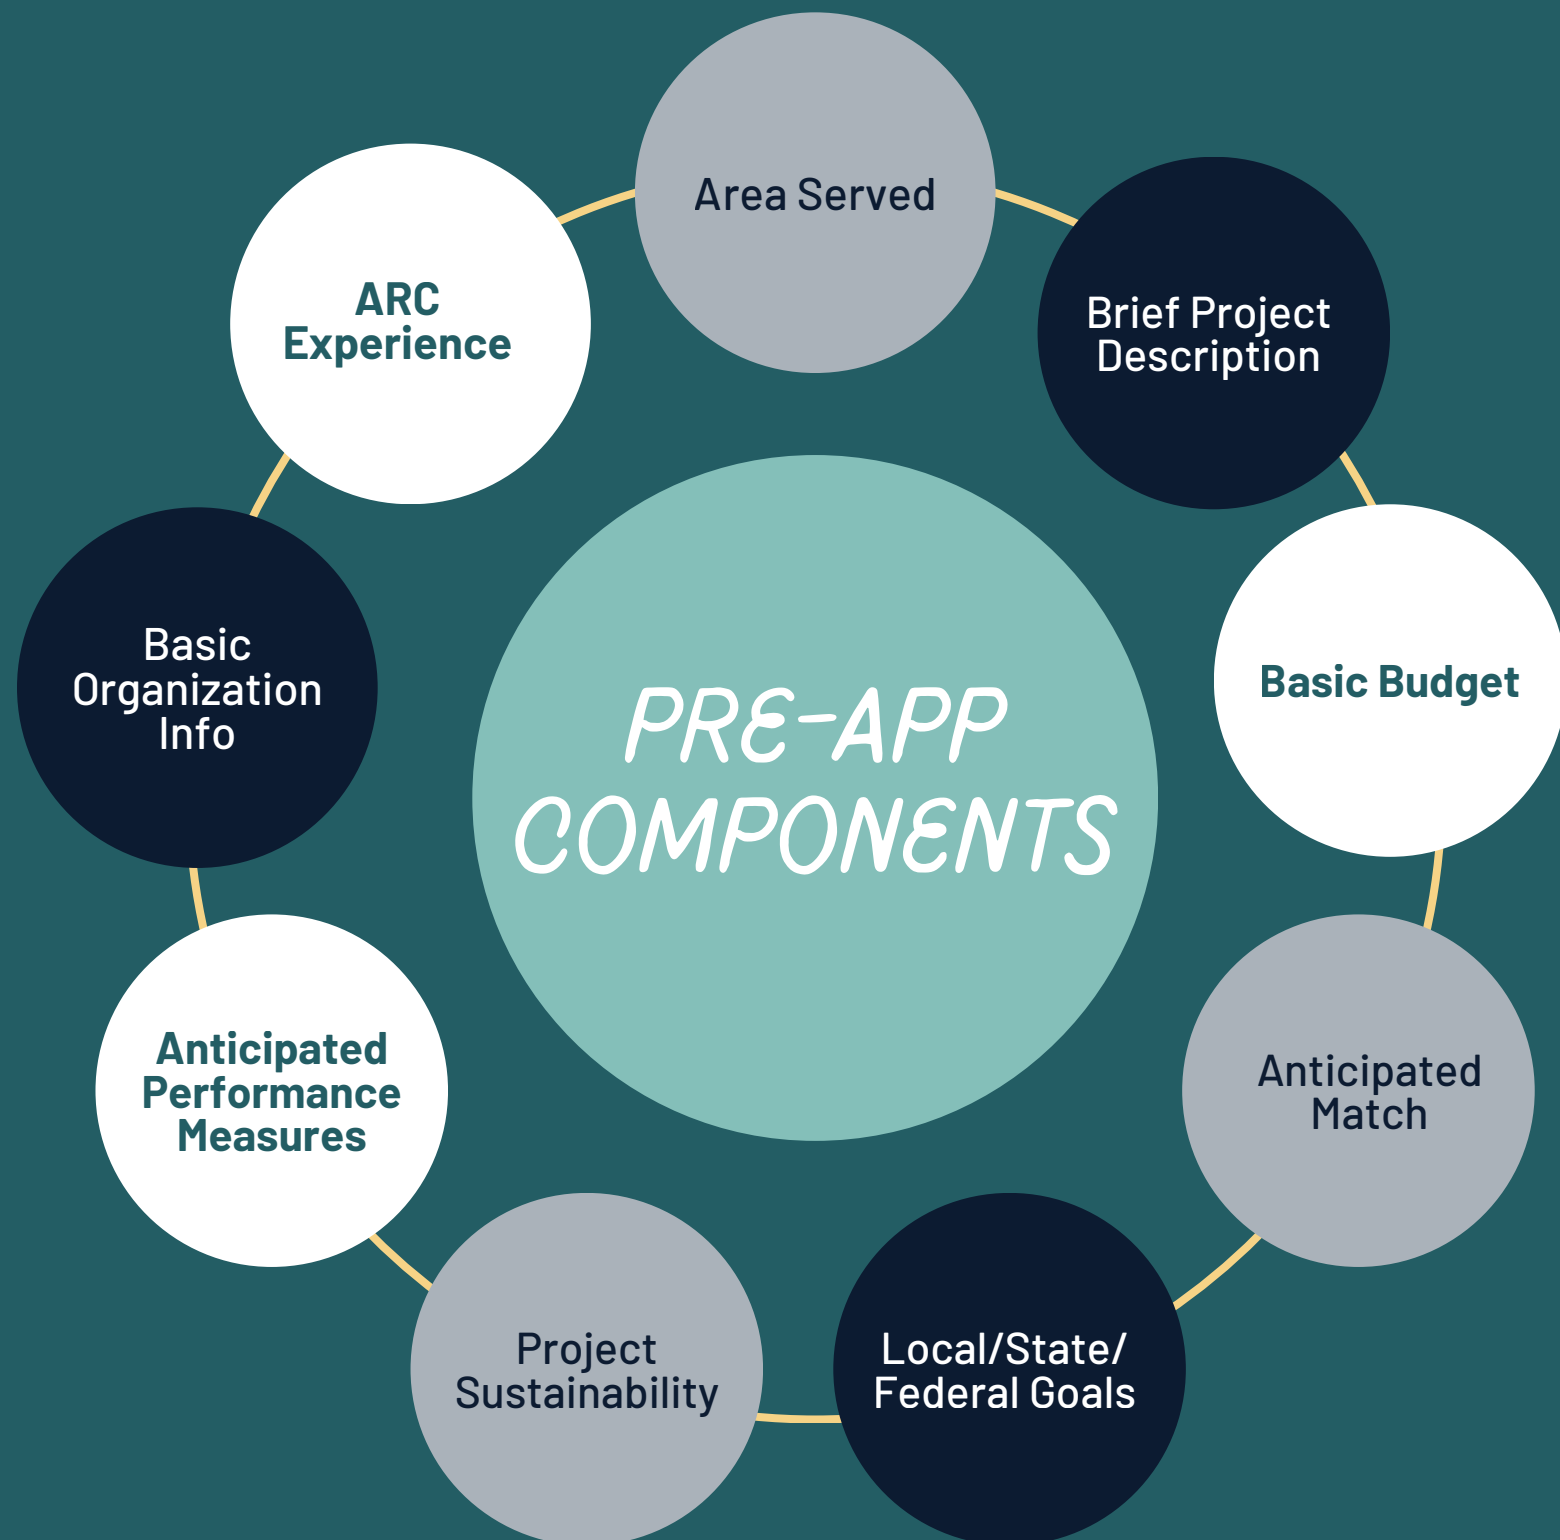 Area Served
Brief Project
Description
Basic Budget
Anticipated
Match
Local/State/
Federal Goals
Project
Sustainability
Anticipated
Performance
Measures
Basic
Organization
Info
ARC
Experience
PRE-APP
COMPONENTS